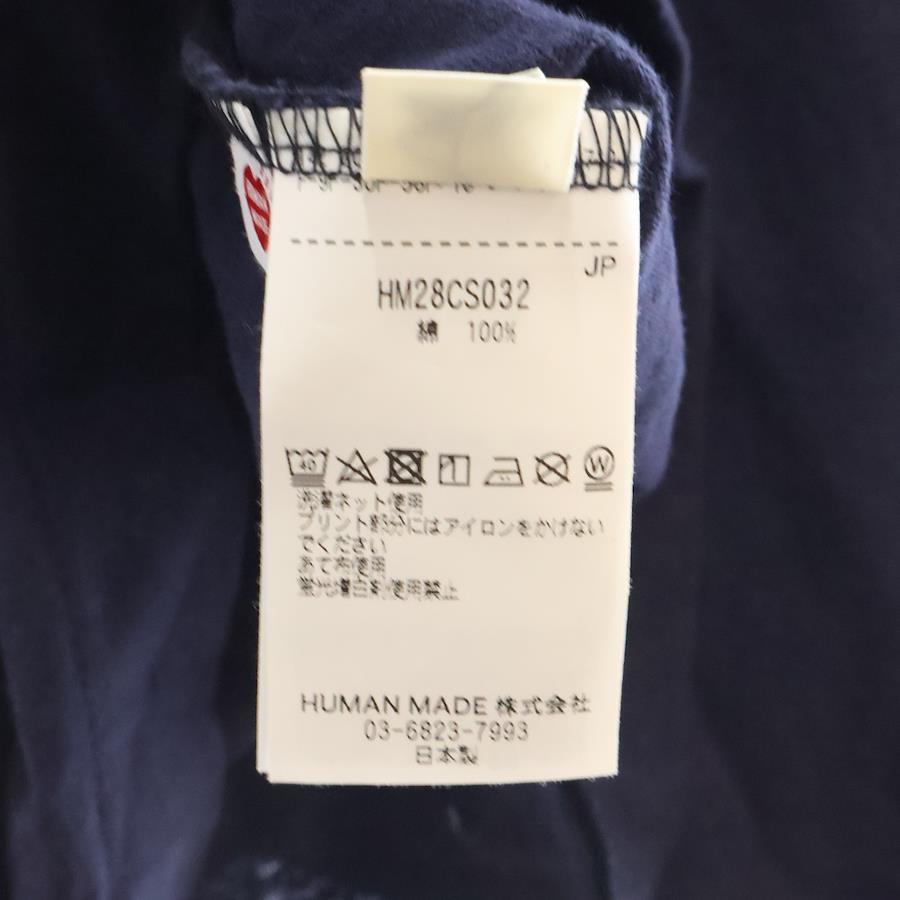 JP
HM28CS032
綿 100%
40
W
洗濯ネット使用
プリント部分にはアイロンをかけない
でください
あて布使用
蛍光増白剤使用禁止
HUMAN MADE 株式会社
03-6823-7993
日本製